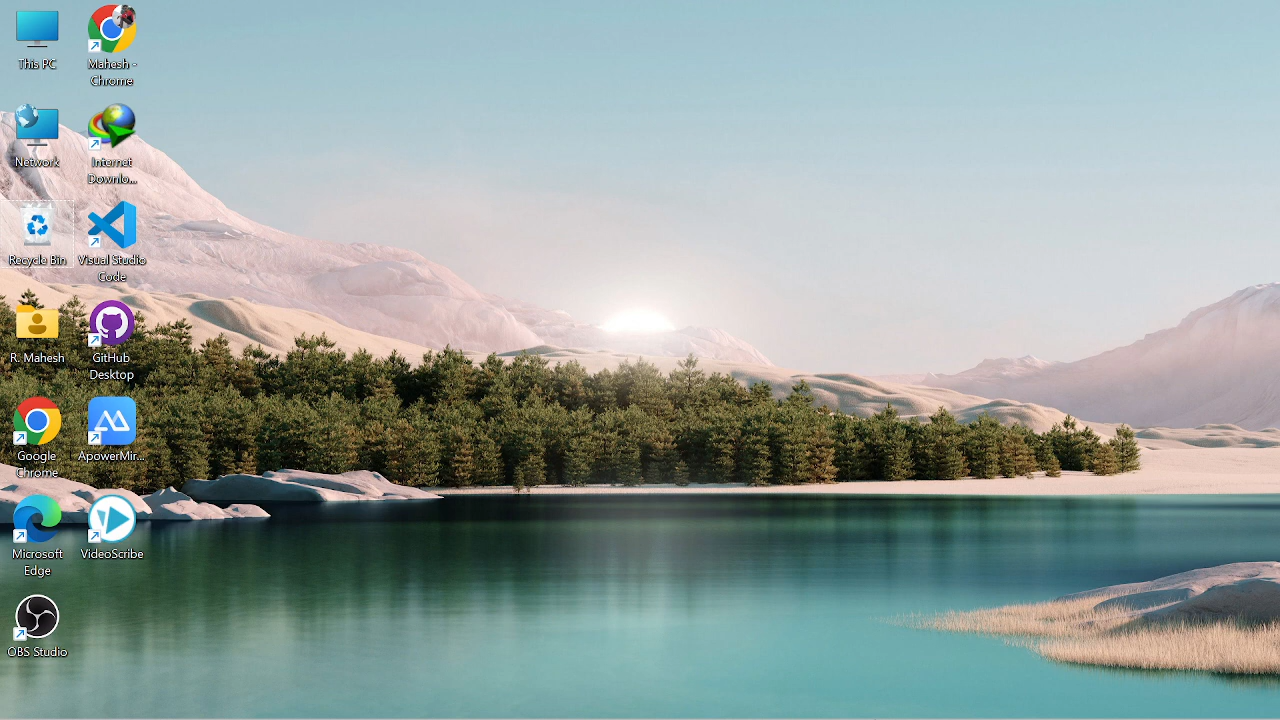 This PC
Mahesh -
Chrome
Network
Internet
Downlo...
Recycle Bin
Visual Studio
Code
R. Mahesh
GitHub
Desktop
Google
Chrome
ApowerMir...
Microsoft
Edge
VideoScribe
OBS Studio